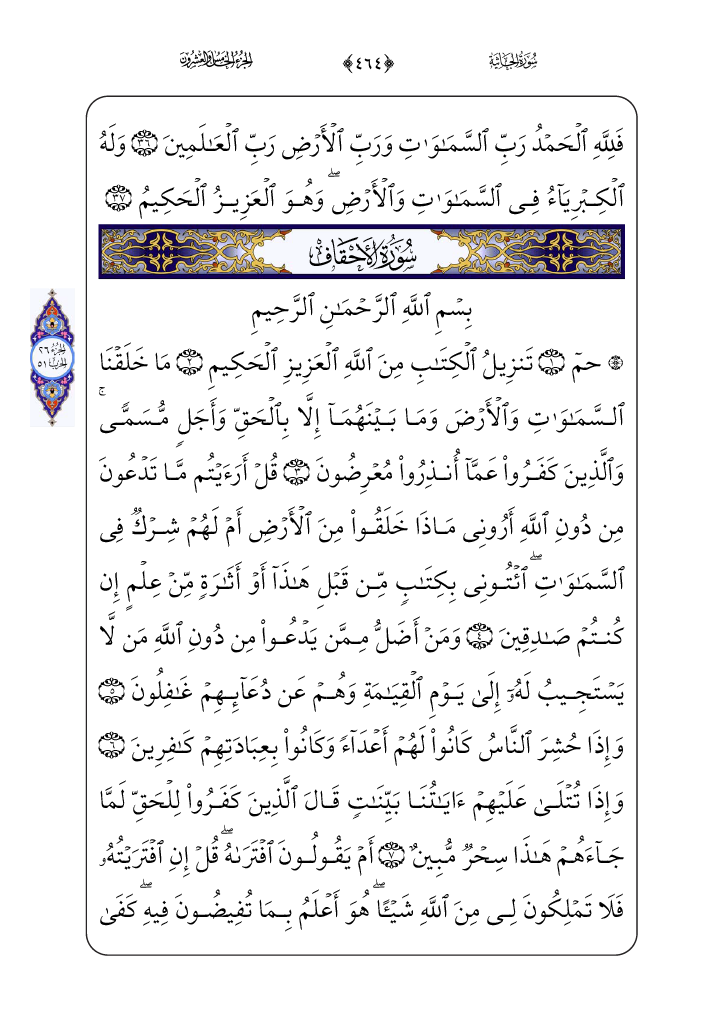 سُورَةُ الجَاثِيَة
﴿٤٦٤﴾
الجُزْءُ الخَامِسُ وَالعِشْرُونَ
فَلِلَّهِ ٱلْحَمْدُ رَبِّ ٱلسَّمَـٰوَٰتِ وَرَبِّ ٱلْأَرْضِ رَبِّ ٱلْعَـٰلَمِينَ ٣٦ وَلَهُ
ٱلْكِبْرِيَآءُ فِى ٱلسَّمَـٰوَٰتِ وَٱلْأَرْضِ ۖ وَهُوَ ٱلْعَزِيزُ ٱلْحَكِيمُ ٣٧
سُورَةُ الأَحْقَافِ
بِسْمِ ٱللَّهِ ٱلرَّحْمَـٰنِ ٱلرَّحِيمِ
۞ حمٓ ١ تَنزِيلُ ٱلْكِتَـٰبِ مِنَ ٱللَّهِ ٱلْعَزِيزِ ٱلْحَكِيمِ ٢ مَا خَلَقْنَا
ٱلسَّمَـٰوَٰتِ وَٱلْأَرْضَ وَمَا بَيْنَهُمَآ إِلَّا بِٱلْحَقِّ وَأَجَلٍ مُّسَمًّى ۚ
وَٱلَّذِينَ كَفَرُوا۟ عَمَّآ أُنذِرُوا۟ مُعْرِضُونَ ٣ قُلْ أَرَءَيْتُم مَّا تَدْعُونَ
مِن دُونِ ٱللَّهِ أَرُونِى مَاذَا خَلَقُوا۟ مِنَ ٱلْأَرْضِ أَمْ لَهُمْ شِرْكٌ فِى
ٱلسَّمَـٰوَٰتِ ۖ ٱئْتُونِى بِكِتَـٰبٍ مِّن قَبْلِ هَـٰذَآ أَوْ أَثَـٰرَةٍ مِّنْ عِلْمٍ إِن
كُنتُمْ صَـٰدِقِينَ ٤ وَمَنْ أَضَلُّ مِمَّن يَدْعُوا۟ مِن دُونِ ٱللَّهِ مَن لَّا
يَسْتَجِيبُ لَهُۥٓ إِلَىٰ يَوْمِ ٱلْقِيَـٰمَةِ وَهُمْ عَن دُعَآئِهِمْ غَـٰفِلُونَ ٥
وَإِذَا حُشِرَ ٱلنَّاسُ كَانُوا۟ لَهُمْ أَعْدَآءً وَكَانُوا۟ بِعِبَادَتِهِمْ كَـٰفِرِينَ ٦
وَإِذَا تُتْلَىٰ عَلَيْهِمْ ءَايَـٰتُنَا بَيِّنَـٰتٍ قَالَ ٱلَّذِينَ كَفَرُوا۟ لِلْحَقِّ لَمَّا
جَآءَهُمْ هَـٰذَا سِحْرٌ مُّبِينٌ ٧ أَمْ يَقُولُونَ ٱفْتَرَىٰهُ ۖ قُلْ إِنِ ٱفْتَرَيْتُهُۥ
فَلَا تَمْلِكُونَ لِى مِنَ ٱللَّهِ شَيْـًٔا ۖ هُوَ أَعْلَمُ بِمَا تُفِيضُونَ فِيهِ ۖ كَفَىٰ
الجزء ٢٦
الحزب ٥١